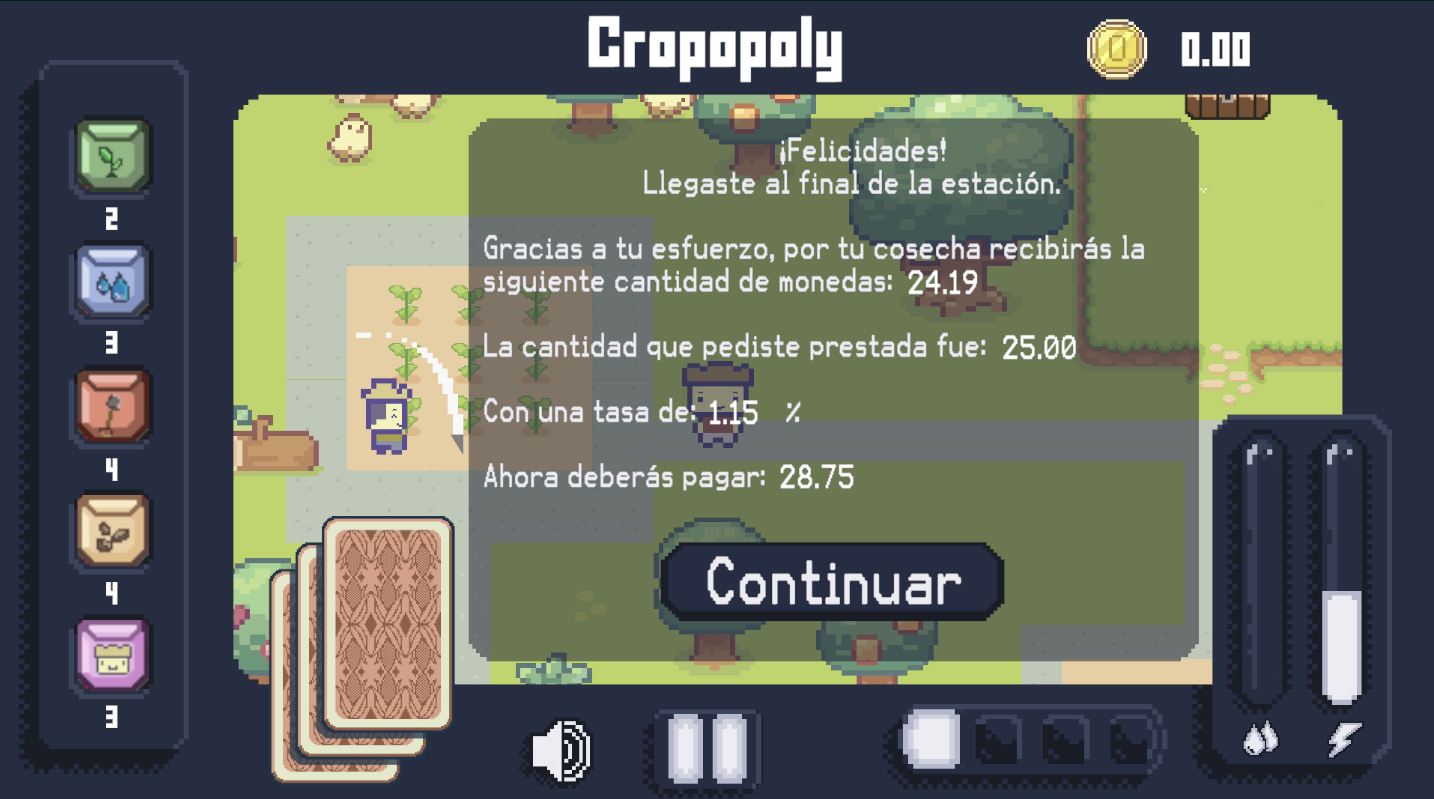 Cropopoly
0 0.00
¡Felicidades!
Llegaste al final de la estación.
Gracias a tu esfuerzo, por tu cosecha recibirás la
siguiente cantidad de monedas: 24.19
La cantidad que pediste prestada fue: 25.00
Con una tasa de: 1.15 %
Ahora deberás pagar: 28.75
Continuar
2
3
4
4
3